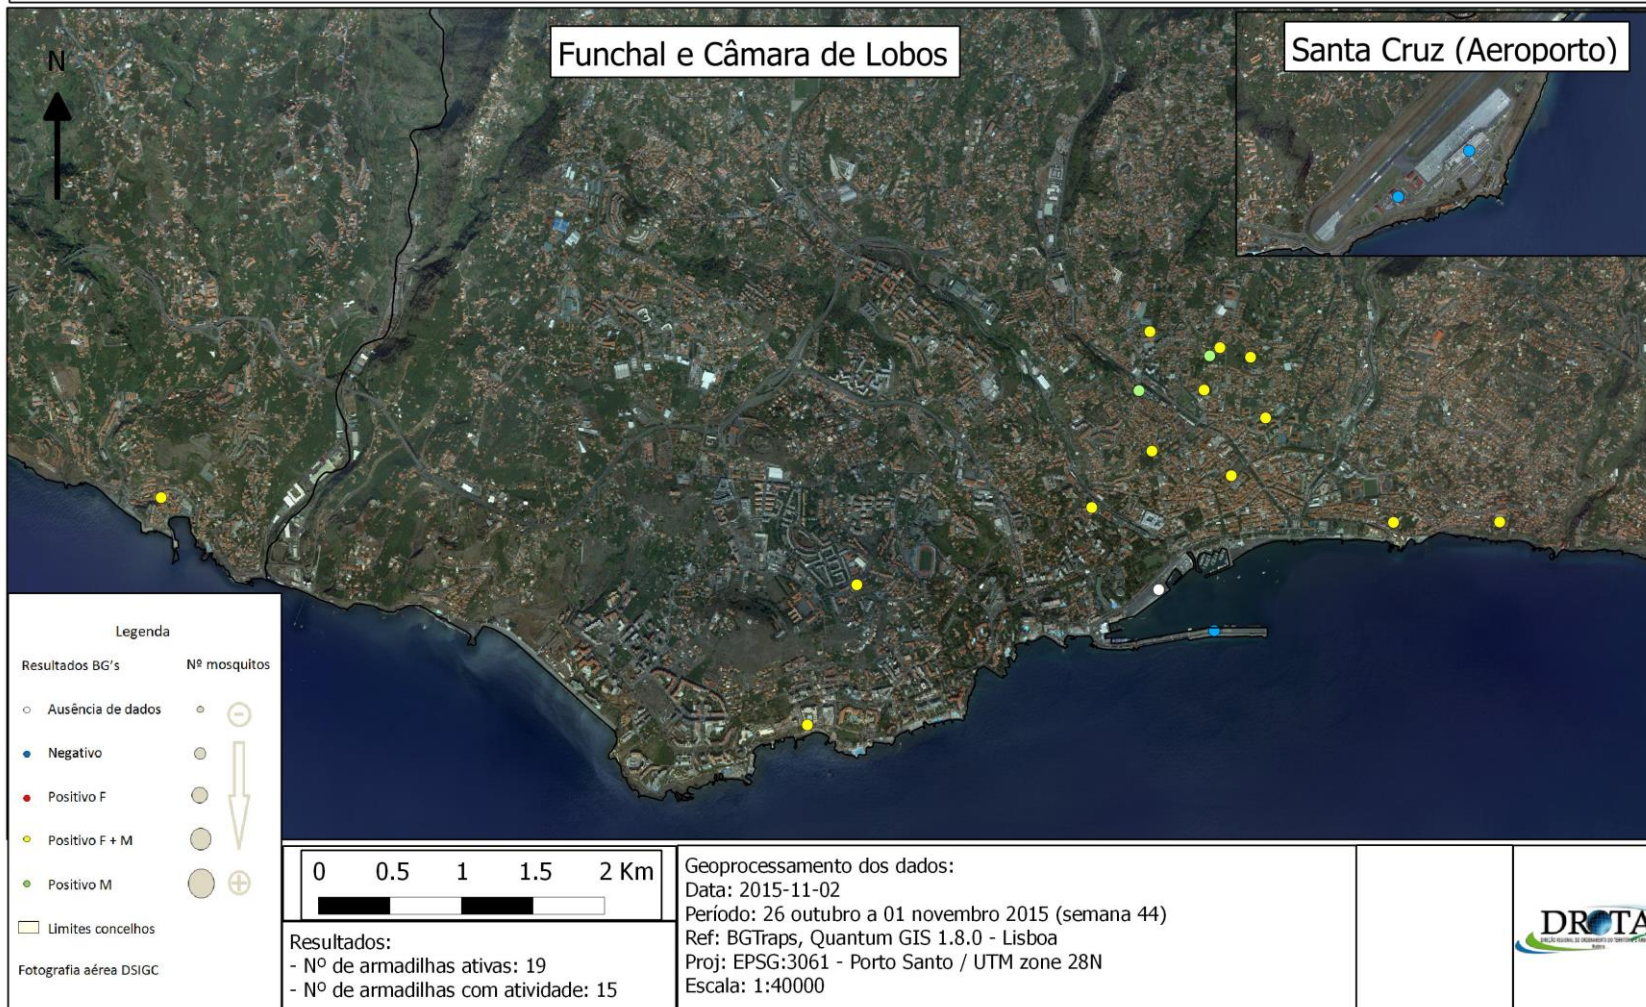 Funchal e Câmara de Lobos
Santa Cruz (Aeroporto)
N
Legenda
Resultados BG's
Nº mosquitos
Ausência de dados
Negativo
Positivo F
Positivo F + M
Positivo M
Limites concelhos
Fotografia aérea DSIGC
0 0.5 1 1.5 2 Km
Resultados:
- Nº de armadilhas ativas: 19
- Nº de armadilhas com atividade: 15
Geoprocessamento dos dados:
Data: 2015-11-02
Período: 26 outubro a 01 novembro 2015 (semana 44)
Ref: BGTraps, Quantum GIS 1.8.0 - Lisboa
Proj: EPSG:3061 - Porto Santo / UTM zone 28N
Escala: 1:40000
DROTA